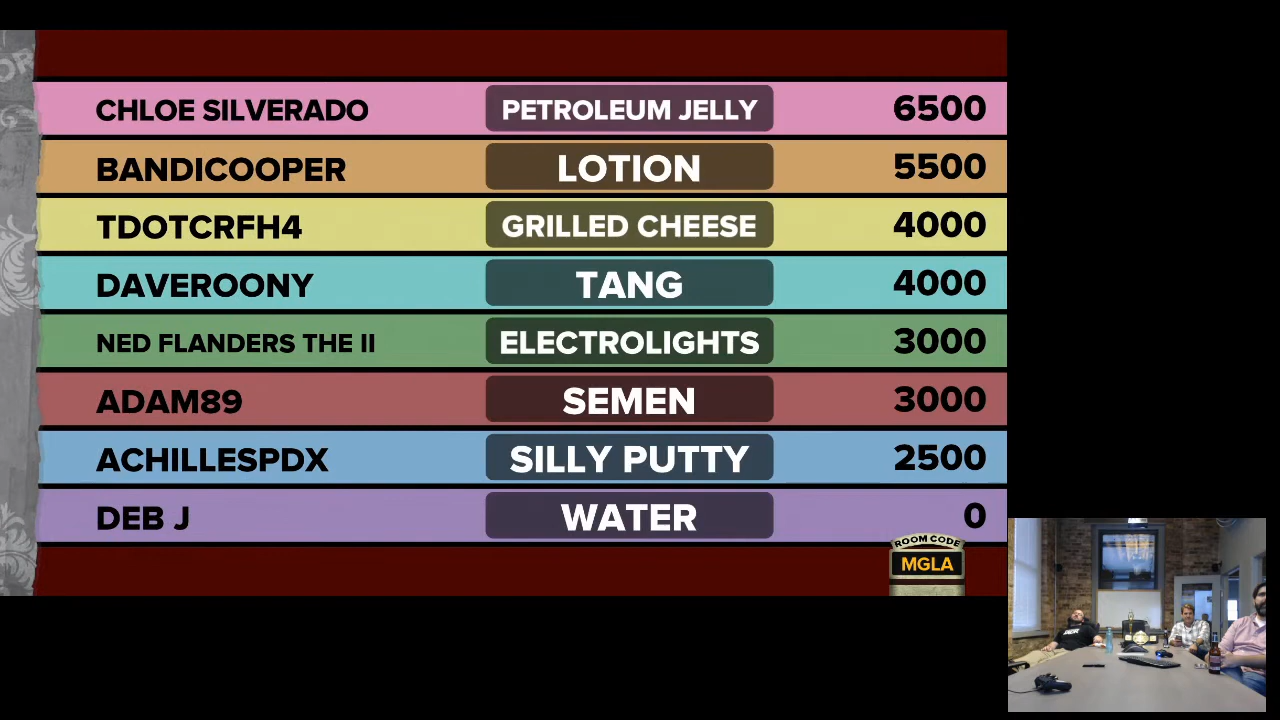 CHLOE SILVERADO PETROLEUM JELLY 6500
BANDICOOPER LOTION 5500
TDOTCRFH4 GRILLED CHEESE 4000
DAVEROONY TANG 4000
NED FLANDERS THE II ELECTROLIGHTS 3000
ADAM89 SEMEN 3000
ACHILLESPDX SILLY PUTTY 2500
DEB J WATER 0
ROOM CODE
MGLA